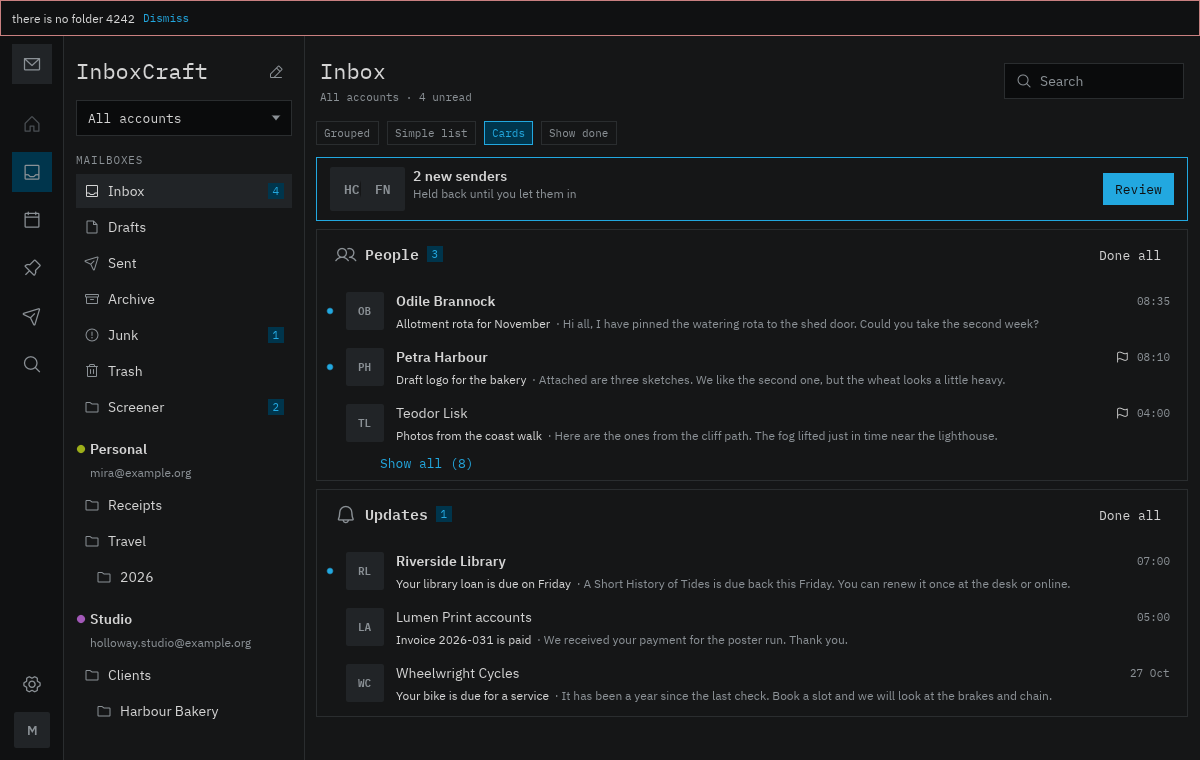 there is no folder 4242 Dismiss
InboxCraft
All accounts
MAILBOXES
Inbox 4
Drafts
Sent
Archive
Junk 1
Trash
Screener 2
Personal
mira@example.org
Receipts
Travel
2026
Studio
holloway.studio@example.org
Clients
Harbour Bakery
M
Inbox
All accounts · 4 unread
Search
Grouped Simple list Cards Show done
HC FN
2 new senders
Held back until you let them in
Review
People 3 Done all
OB
Odile Brannock 08:35
Allotment rota for November · Hi all, I have pinned the watering rota to the shed door. Could you take the second week?
PH
Petra Harbour 08:10
Draft logo for the bakery · Attached are three sketches. We like the second one, but the wheat looks a little heavy.
TL
Teodor Lisk 04:00
Photos from the coast walk · Here are the ones from the cliff path. The fog lifted just in time near the lighthouse.
Show all (8)
Updates 1 Done all
RL
Riverside Library 07:00
Your library loan is due on Friday · A Short History of Tides is due back this Friday. You can renew it once at the desk or online.
LA
Lumen Print accounts 05:00
Invoice 2026-031 is paid · We received your payment for the poster run. Thank you.
WC
Wheelwright Cycles 27 Oct
Your bike is due for a service · It has been a year since the last check. Book a slot and we will look at the brakes and chain.